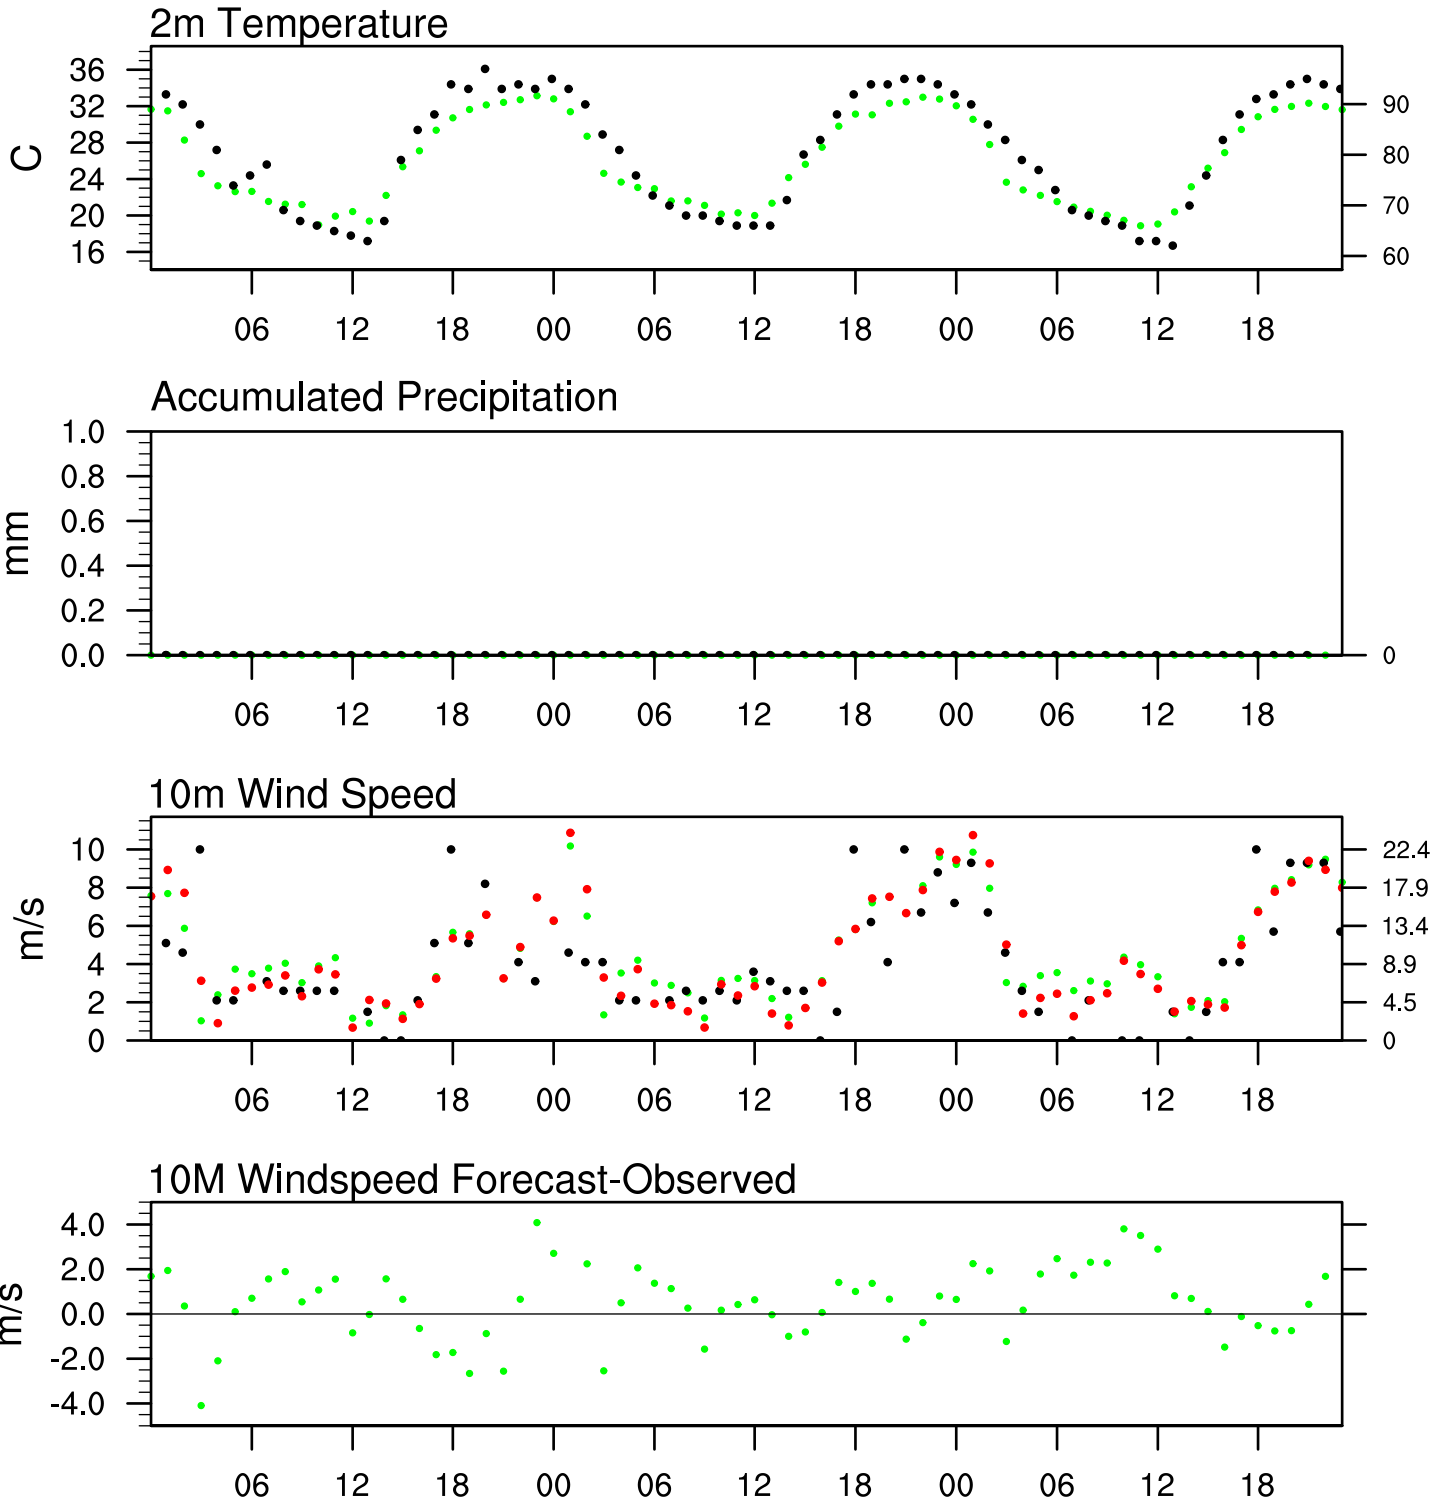 2m Temperature
36
32
28
24
20
16
C
90
80
70
60
06 12 18 00 06 12 18 00 06 12 18
Accumulated Precipitation
1.0
0.8
0.6
0.4
0.2
0.0
mm
0
06 12 18 00 06 12 18 00 06 12 18
10m Wind Speed
10
8
6
4
2
0
m/s
22.4
17.9
13.4
8.9
4.5
0
06 12 18 00 06 12 18 00 06 12 18
10M Windspeed Forecast-Observed
4.0
2.0
0.0
-2.0
-4.0
m/s
06 12 18 00 06 12 18 00 06 12 18